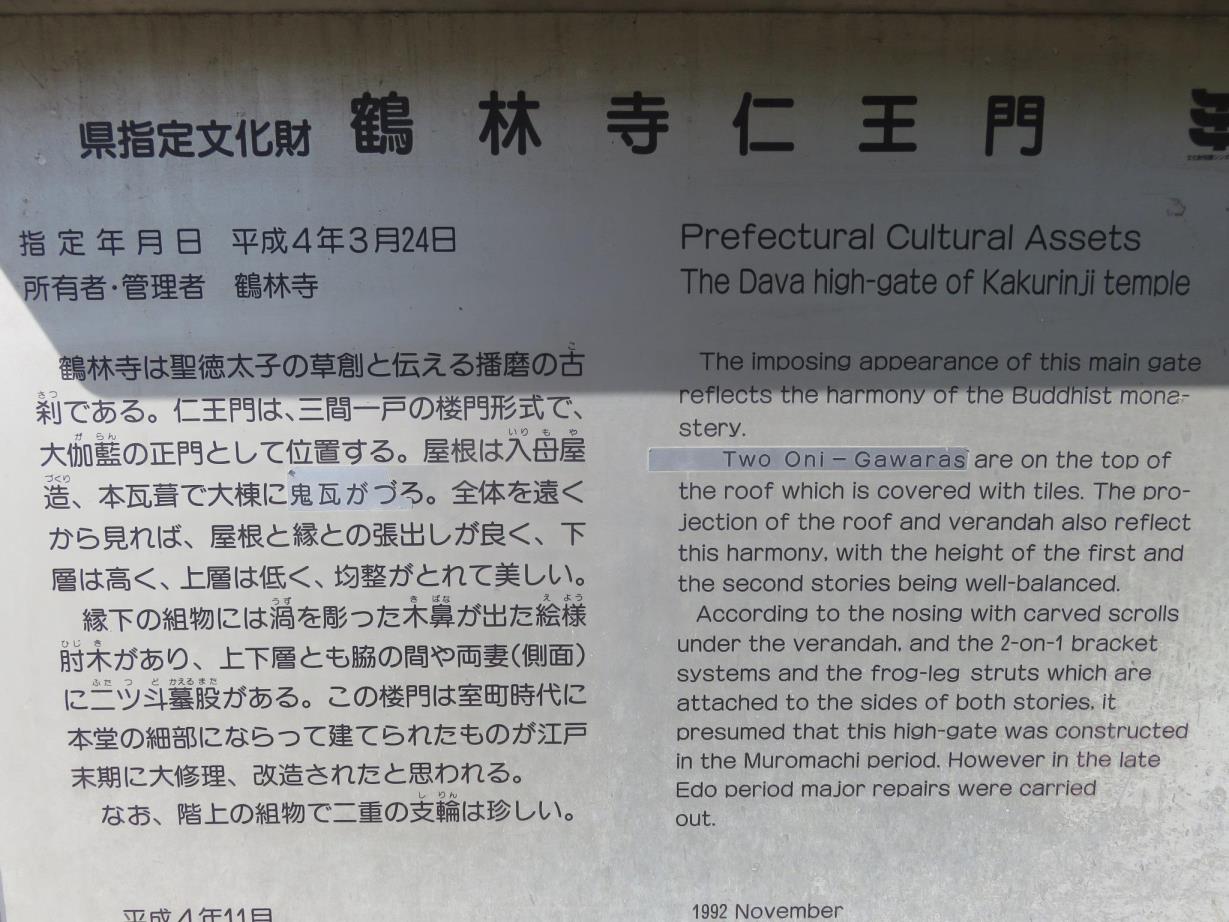 県指定文化財 鶴林寺仁王門
指定年月日 平成4年3月24日
所有者・管理者 鶴林寺
鶴林寺は聖徳太子の草創と伝える播磨の古
刹である。仁王門は、三間一戸の楼門形式で、
大伽藍の正門として位置する。屋根は入母屋
造、本瓦葺で大棟に鬼瓦がづろ。全体を遠く
から見れば、屋根と縁との張出しが良く、下
層は高く、上層は低く、均整がとれて美しい。
縁下の組物には渦を彫った木鼻が出た絵様
肘木があり、上下層とも脇の間や両妻(側面)
に二ツ斗蟇股がある。この楼門は室町時代に
本堂の細部にならって建てられたものが江戸
末期に大修理、改造されたと思われる。
なお、階上の組物で二重の支輪は珍しい。
平成4年11月
Prefectural Cultural Assets
The Dava high-gate of Kakurinji temple
The imposing appearance of this main gate
reflects the harmony of the Buddhist mona-
stery.
Two Oni-Gawaras are on the top of
the roof which is covered with tiles. The pro-
jection of the roof and verandah also reflect
this harmony, with the height of the first and
the second stories being well-balanced.
According to the nosing with carved scrolls
under the verandah, and the 2-on-1 bracket
systems and the frog-leg struts which are
attached to the sides of both stories, it
presumed that this high-gate was constructed
in the Muromachi period. However in the late
Edo period major repairs were carried
out.
1992 November